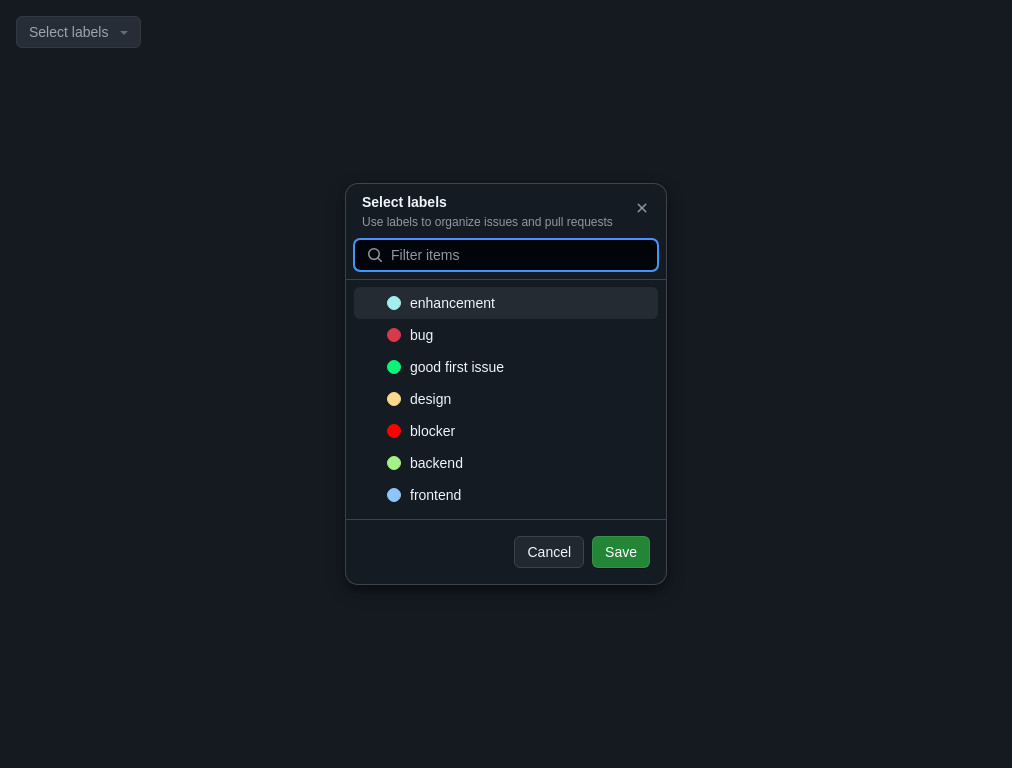 Select labels
Select labels
Use labels to organize issues and pull requests
Filter items
enhancement
bug
good first issue
design
blocker
backend
frontend
Cancel Save